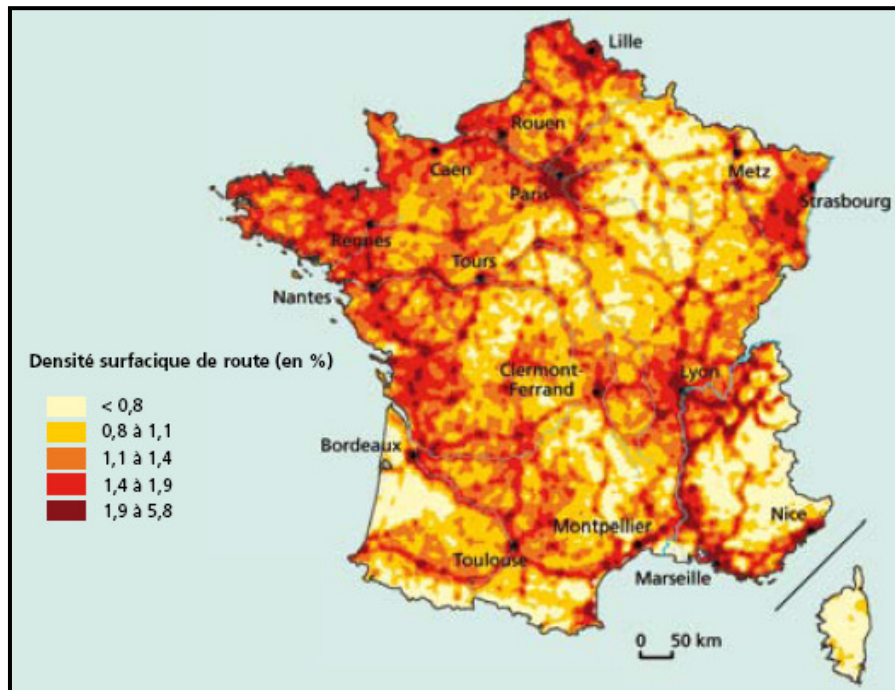 Lille
Rouen
Caen
Metz
Paris
Strasbourg
Rennes
Tours
Nantes
Densité surfacique de route (en %)
< 0,8
0,8 à 1,1
1,1 à 1,4
1,4 à 1,9
1,9 à 5,8
Clermont-
Ferrand
Lyon
Bordeaux
Montpellier
Nice
Toulouse
Marseille
0 50 km